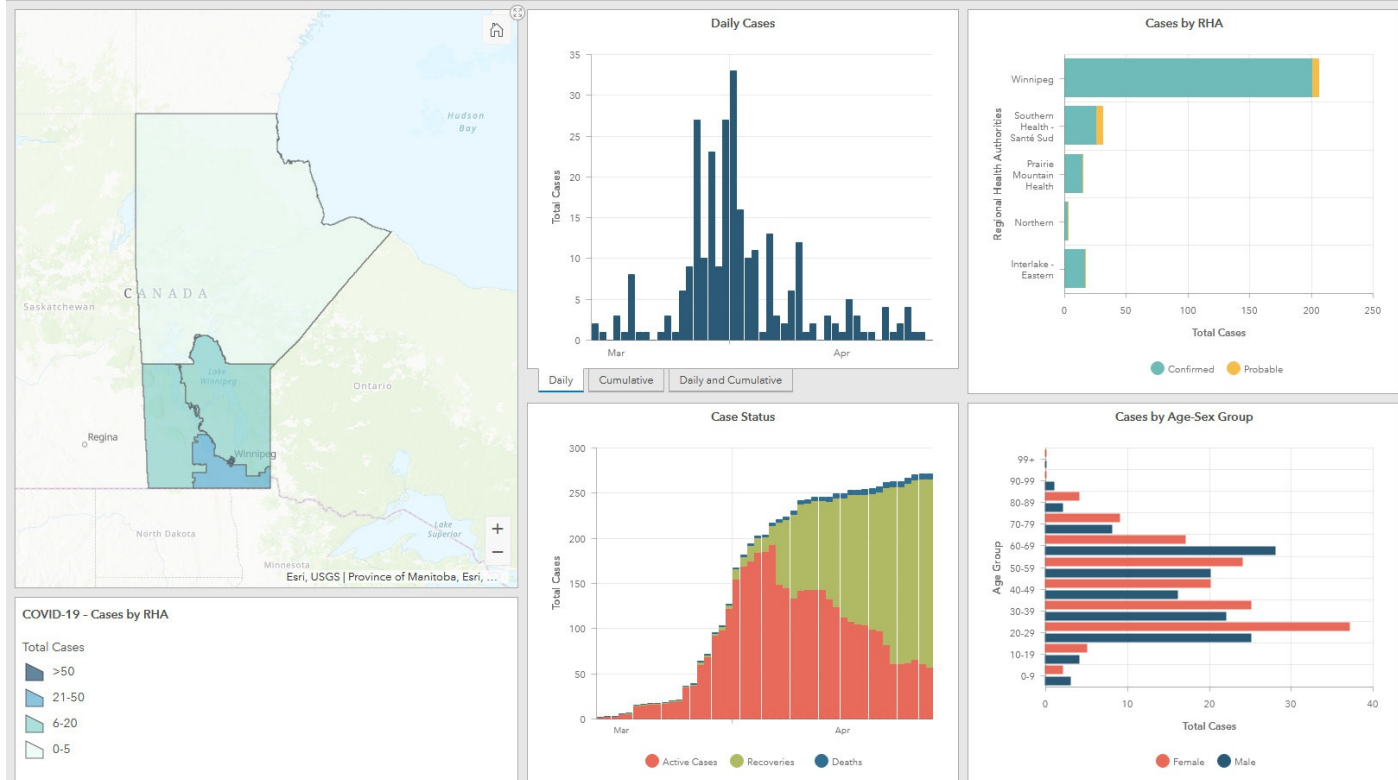 Hudson
Bay
CANADA
Saskatchewan
Lake
Winnipeg
Ontario
Regina
Winnipeg
North Dakota
Lake
Superior
Minnesota
+
−
Esri, USGS | Province of Manitoba, Esri, ...
COVID-19 - Cases by RHA
Total Cases
>50
21-50
6-20
0-5
Daily Cases
Total Cases
35
30
25
20
15
10
5
0
Mar
Apr
Daily
Cumulative
Daily and Cumulative
Case Status
Total Cases
300
250
200
150
100
50
0
Mar
Apr
Active Cases
Recoveries
Deaths
Cases by RHA
Regional Health Authorities
Winnipeg
Southern
Health -
Santé Sud
Prairie
Mountain
Health
Northern
Interlake -
Eastern
0
50
100
150
200
250
Total Cases
Confirmed
Probable
Cases by Age-Sex Group
Age Group
99+
90-99
80-89
70-79
60-69
50-59
40-49
30-39
20-29
10-19
0-9
0
10
20
30
40
Total Cases
Female
Male